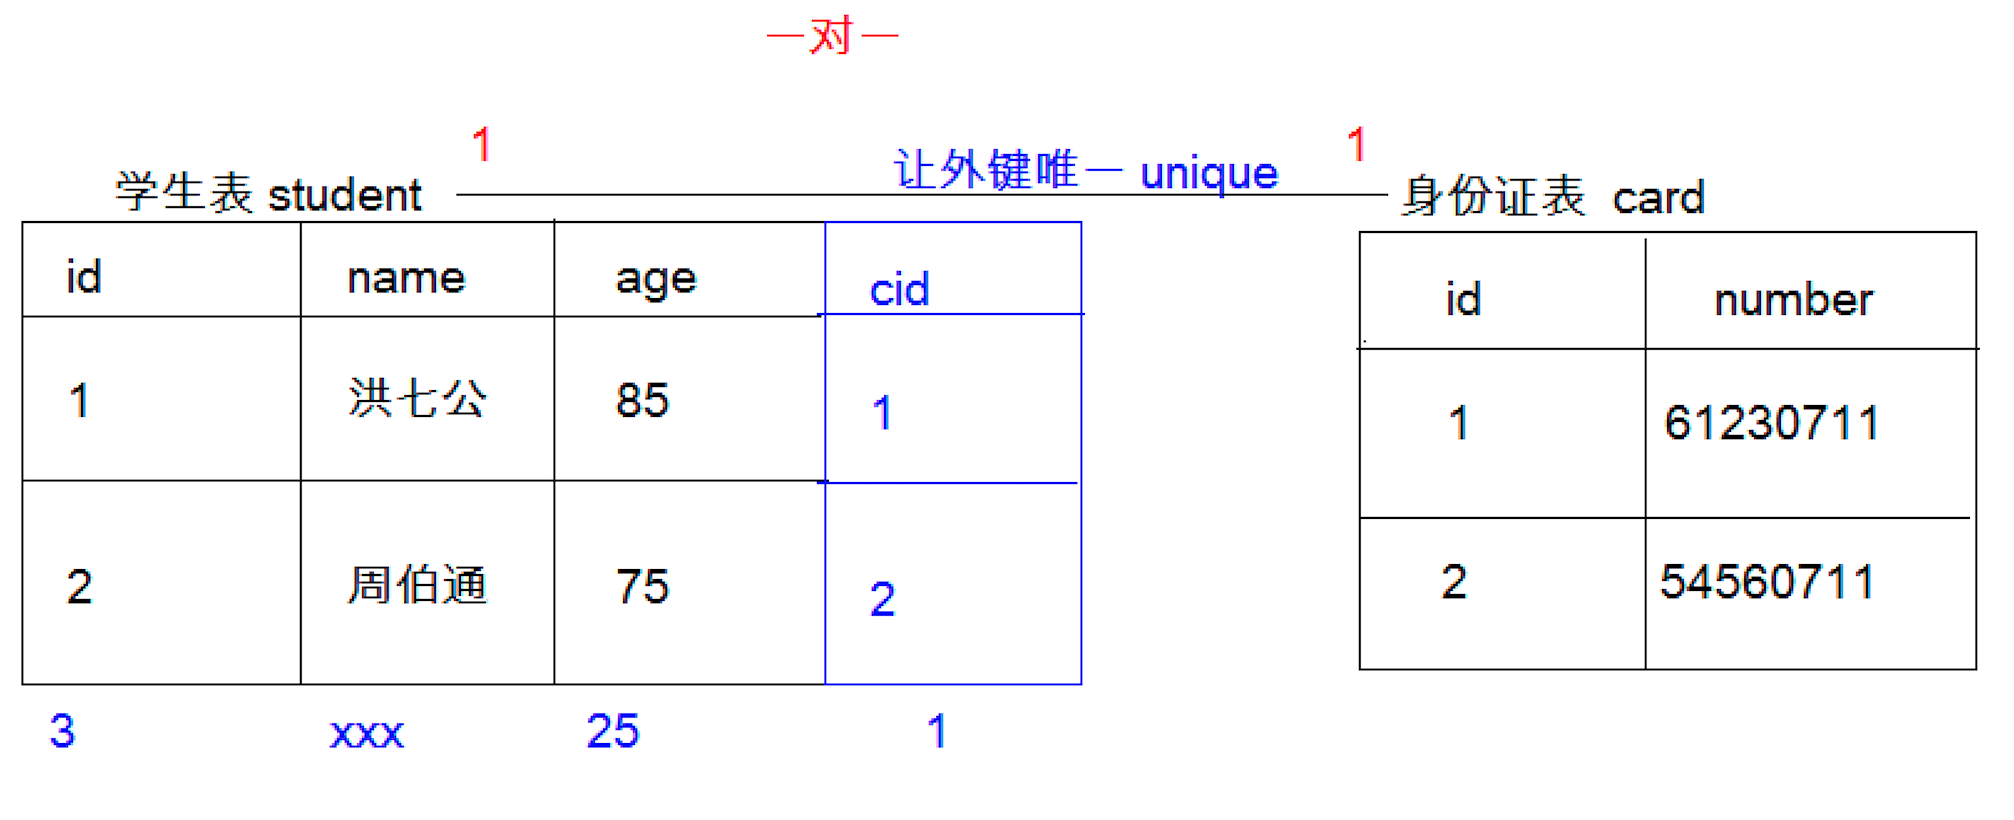 一对一
1 1
让外键唯一 unique
学生表 student 身份证表 card
id name age cid
id number
1 洪七公 85 1
1 61230711
2 周伯通 75 2
2 54560711
3 xxx 25 1